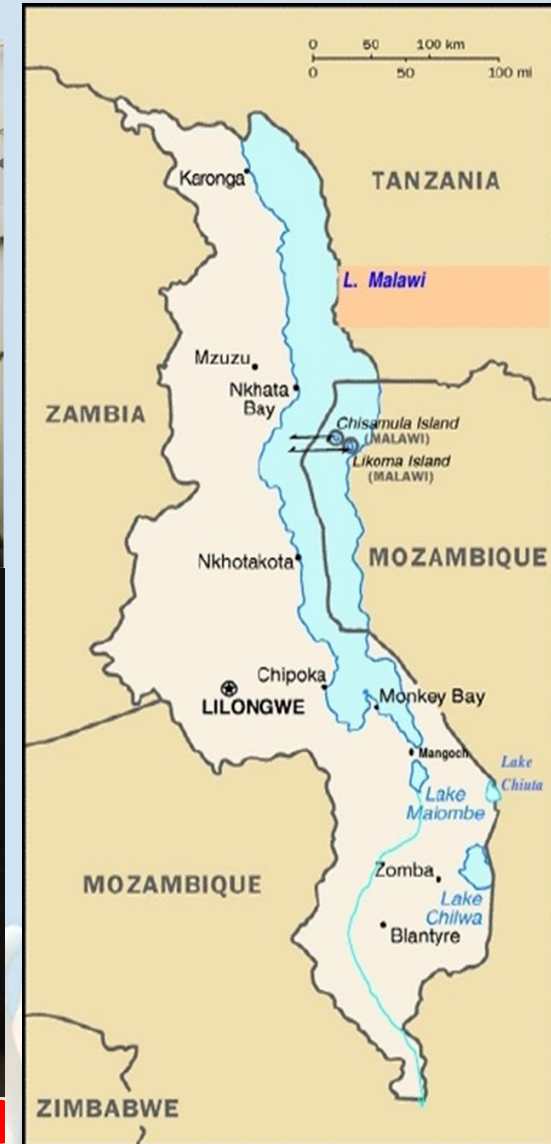 0 50 100 km
0 50 100 mi
Karonga
TANZANIA
L. Malawi
Mzuzu
Nkhata
Bay
ZAMBIA
Chisamula Island
(MALAWI)
Likoma Island
(MALAWI)
Nkhotakota
MOZAMBIQUE
Chipoka
LILONGWE
Monkey Bay
Mangoch
Lake
Chiuta
Lake
Malombe
MOZAMBIQUE
Zomba
Lake
Chilwa
Blantyre
ZIMBABWE